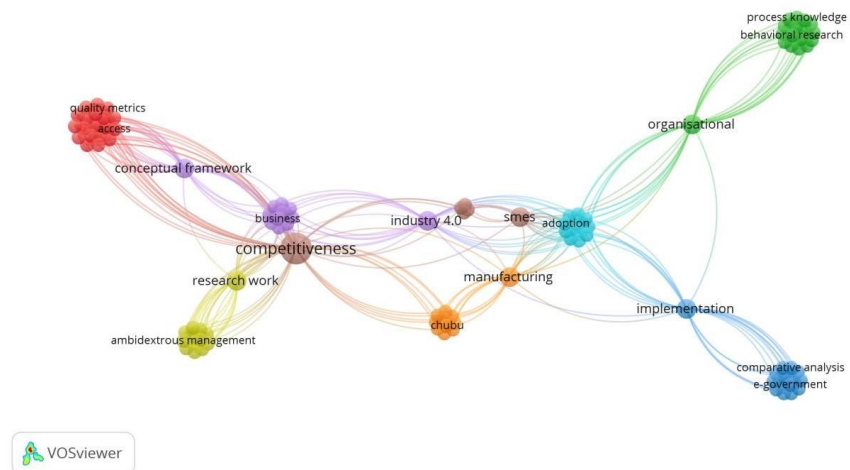 process knowledge
behavioral research
quality metrics
access
organisational
conceptual framework
business
industry 4.0
smes
adoption
competitiveness
research work
manufacturing
implementation
chubu
ambidextrous management
comparative analysis
e-government
VOSviewer